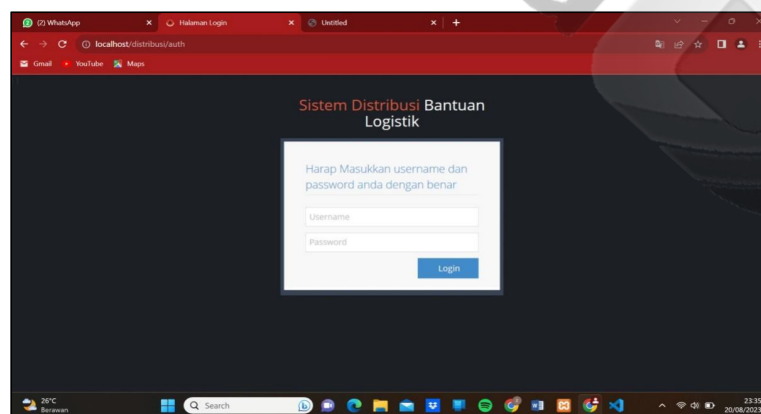 (2) WhatsApp
Halaman Login
Untitled
localhost/distribusi/auth
Gmail
YouTube
Maps
Sistem Distribusi Bantuan
Logistik
Harap Masukkan username dan
password anda dengan benar
Username
Password
Login
26°C
Berawan
Search
23:35
20/08/2023